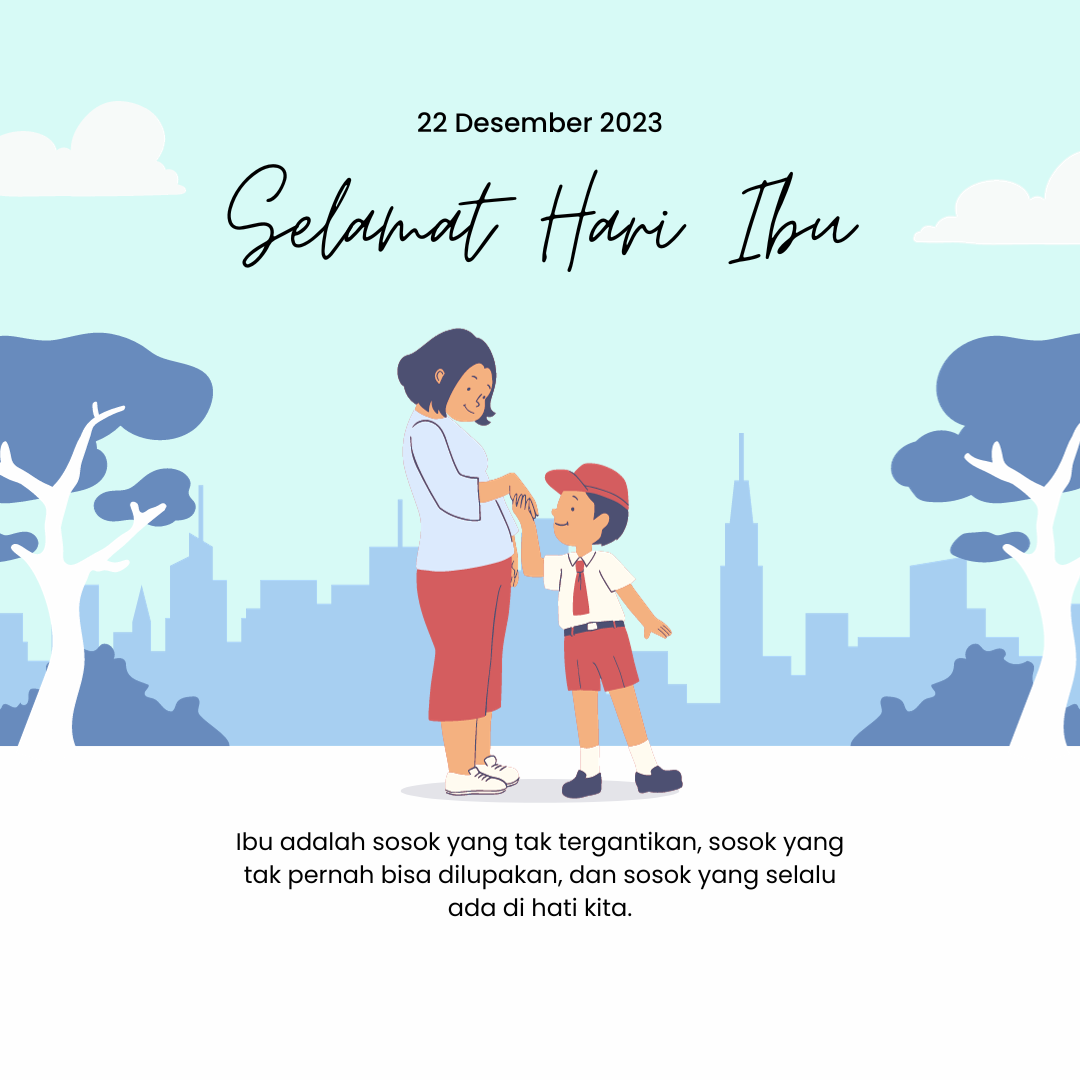 22 Desember 2023
Selamat Hari Ibu
Ibu adalah sosok yang tak tergantikan, sosok yang
tak pernah bisa dilupakan, dan sosok yang selalu
ada di hati kita.